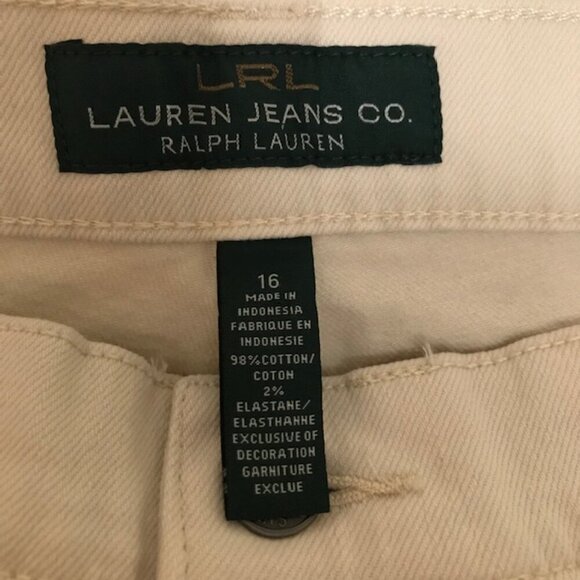 LRL
LAUREN JEANS CO.
RALPH LAUREN
16
MADE IN
INDONESIA
FABRIQUE EN
INDONESIE
98% COTTON/
COTON
2%
ELASTANE/
ELASTHANNE
EXCLUSIVE OF
DECORATION
GARNITURE
EXCLUE